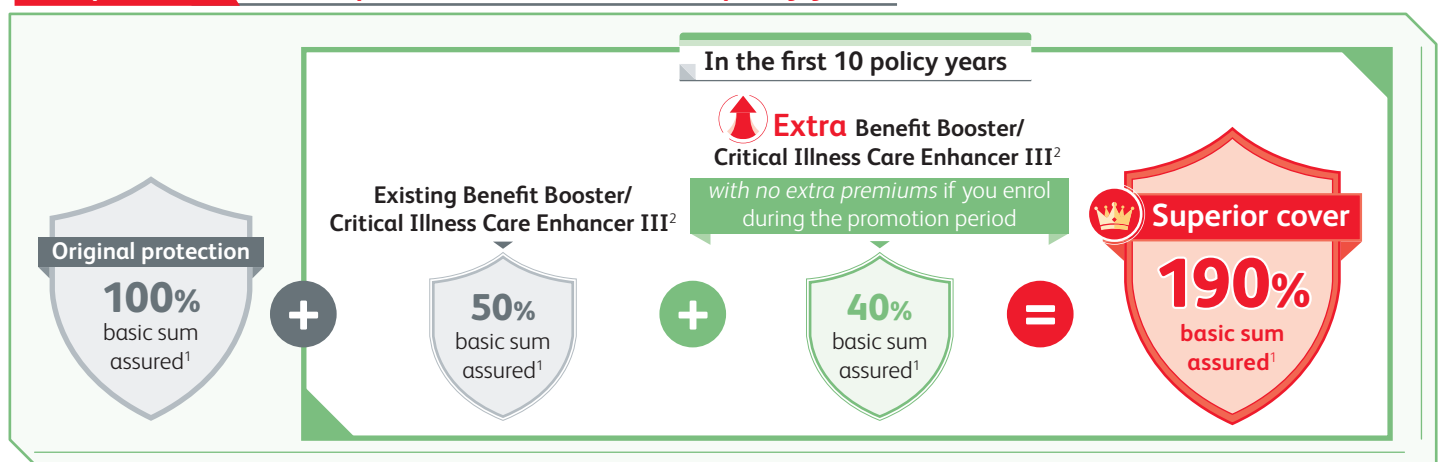 In the first 10 policy years
Extra Benefit Booster/
Critical Illness Care Enhancer III²
with no extra premiums if you enrol
during the promotion period
Existing Benefit Booster/
Critical Illness Care Enhancer III²
Original protection
100%
basic sum
assured¹
+
50%
basic sum
assured¹
+
40%
basic sum
assured¹
=
Superior cover
190%
basic sum
assured¹